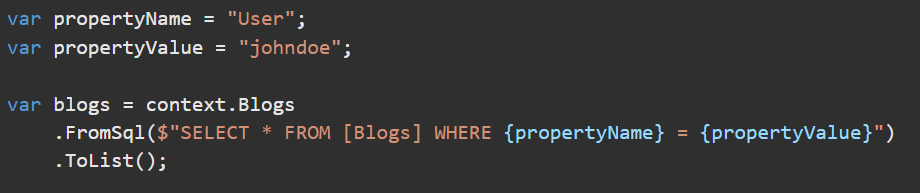 var propertyName = "User";
var propertyValue = "johndoe";
var blogs = context.Blogs
.FromSql($"SELECT * FROM [Blogs] WHERE {propertyName} = {propertyValue}")
.ToList();